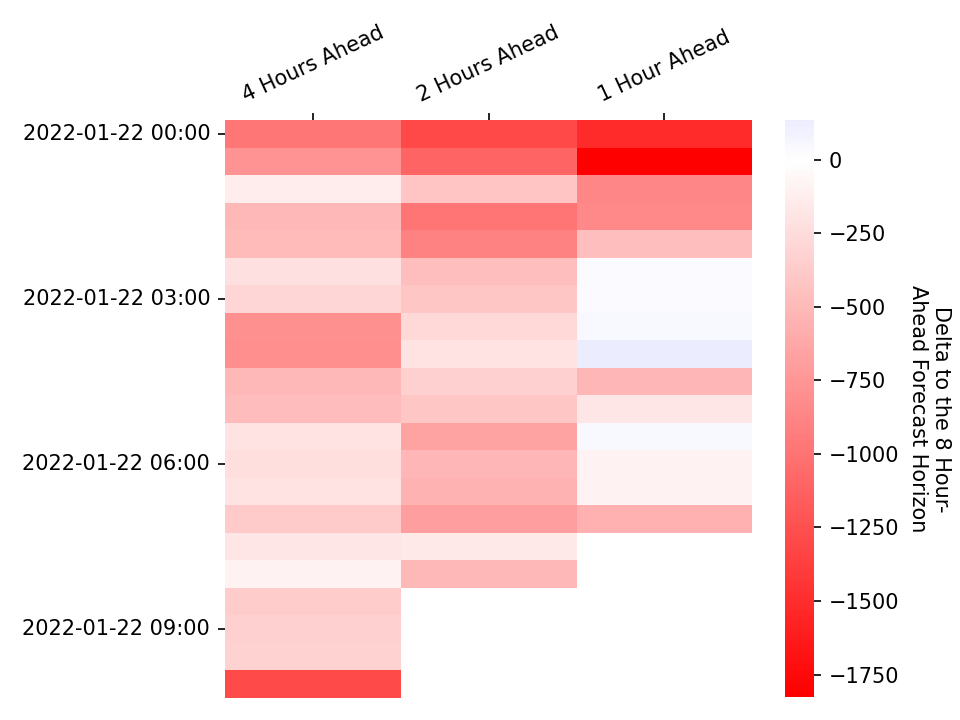 4 Hours Ahead
2 Hours Ahead
1 Hour Ahead
2022-01-22 00:00
2022-01-22 03:00
2022-01-22 06:00
2022-01-22 09:00
0
−250
−500
−750
−1000
−1250
−1500
−1750
Delta to the 8 Hour-
Ahead Forecast Horizon